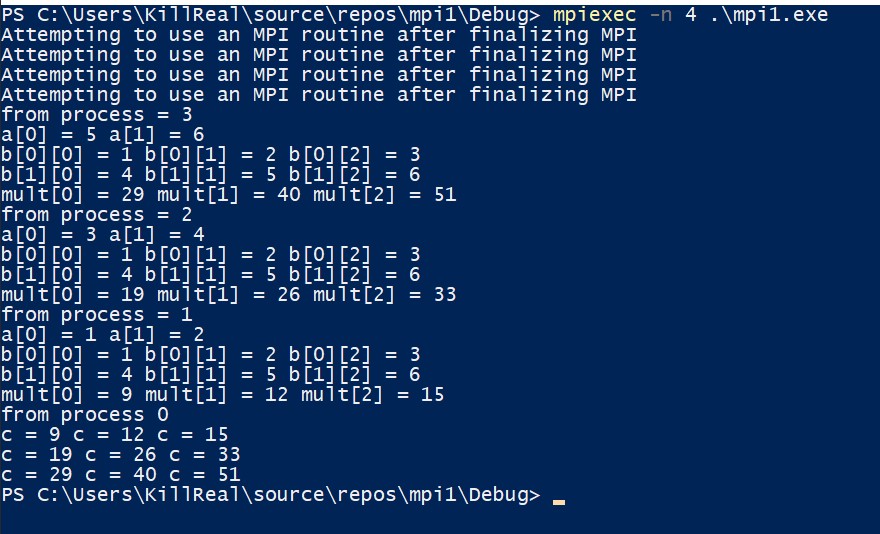 PS C:\Users\KillReal\source\repos\mpi1\Debug> mpiexec -n 4 .\mpi1.exe
Attempting to use an MPI routine after finalizing MPI
Attempting to use an MPI routine after finalizing MPI
Attempting to use an MPI routine after finalizing MPI
Attempting to use an MPI routine after finalizing MPI
from process = 3
a[0] = 5 a[1] = 6
b[0][0] = 1 b[0][1] = 2 b[0][2] = 3
b[1][0] = 4 b[1][1] = 5 b[1][2] = 6
mult[0] = 29 mult[1] = 40 mult[2] = 51
from process = 2
a[0] = 3 a[1] = 4
b[0][0] = 1 b[0][1] = 2 b[0][2] = 3
b[1][0] = 4 b[1][1] = 5 b[1][2] = 6
mult[0] = 19 mult[1] = 26 mult[2] = 33
from process = 1
a[0] = 1 a[1] = 2
b[0][0] = 1 b[0][1] = 2 b[0][2] = 3
b[1][0] = 4 b[1][1] = 5 b[1][2] = 6
mult[0] = 9 mult[1] = 12 mult[2] = 15
from process 0
c = 9 c = 12 c = 15
c = 19 c = 26 c = 33
c = 29 c = 40 c = 51
PS C:\Users\KillReal\source\repos\mpi1\Debug>